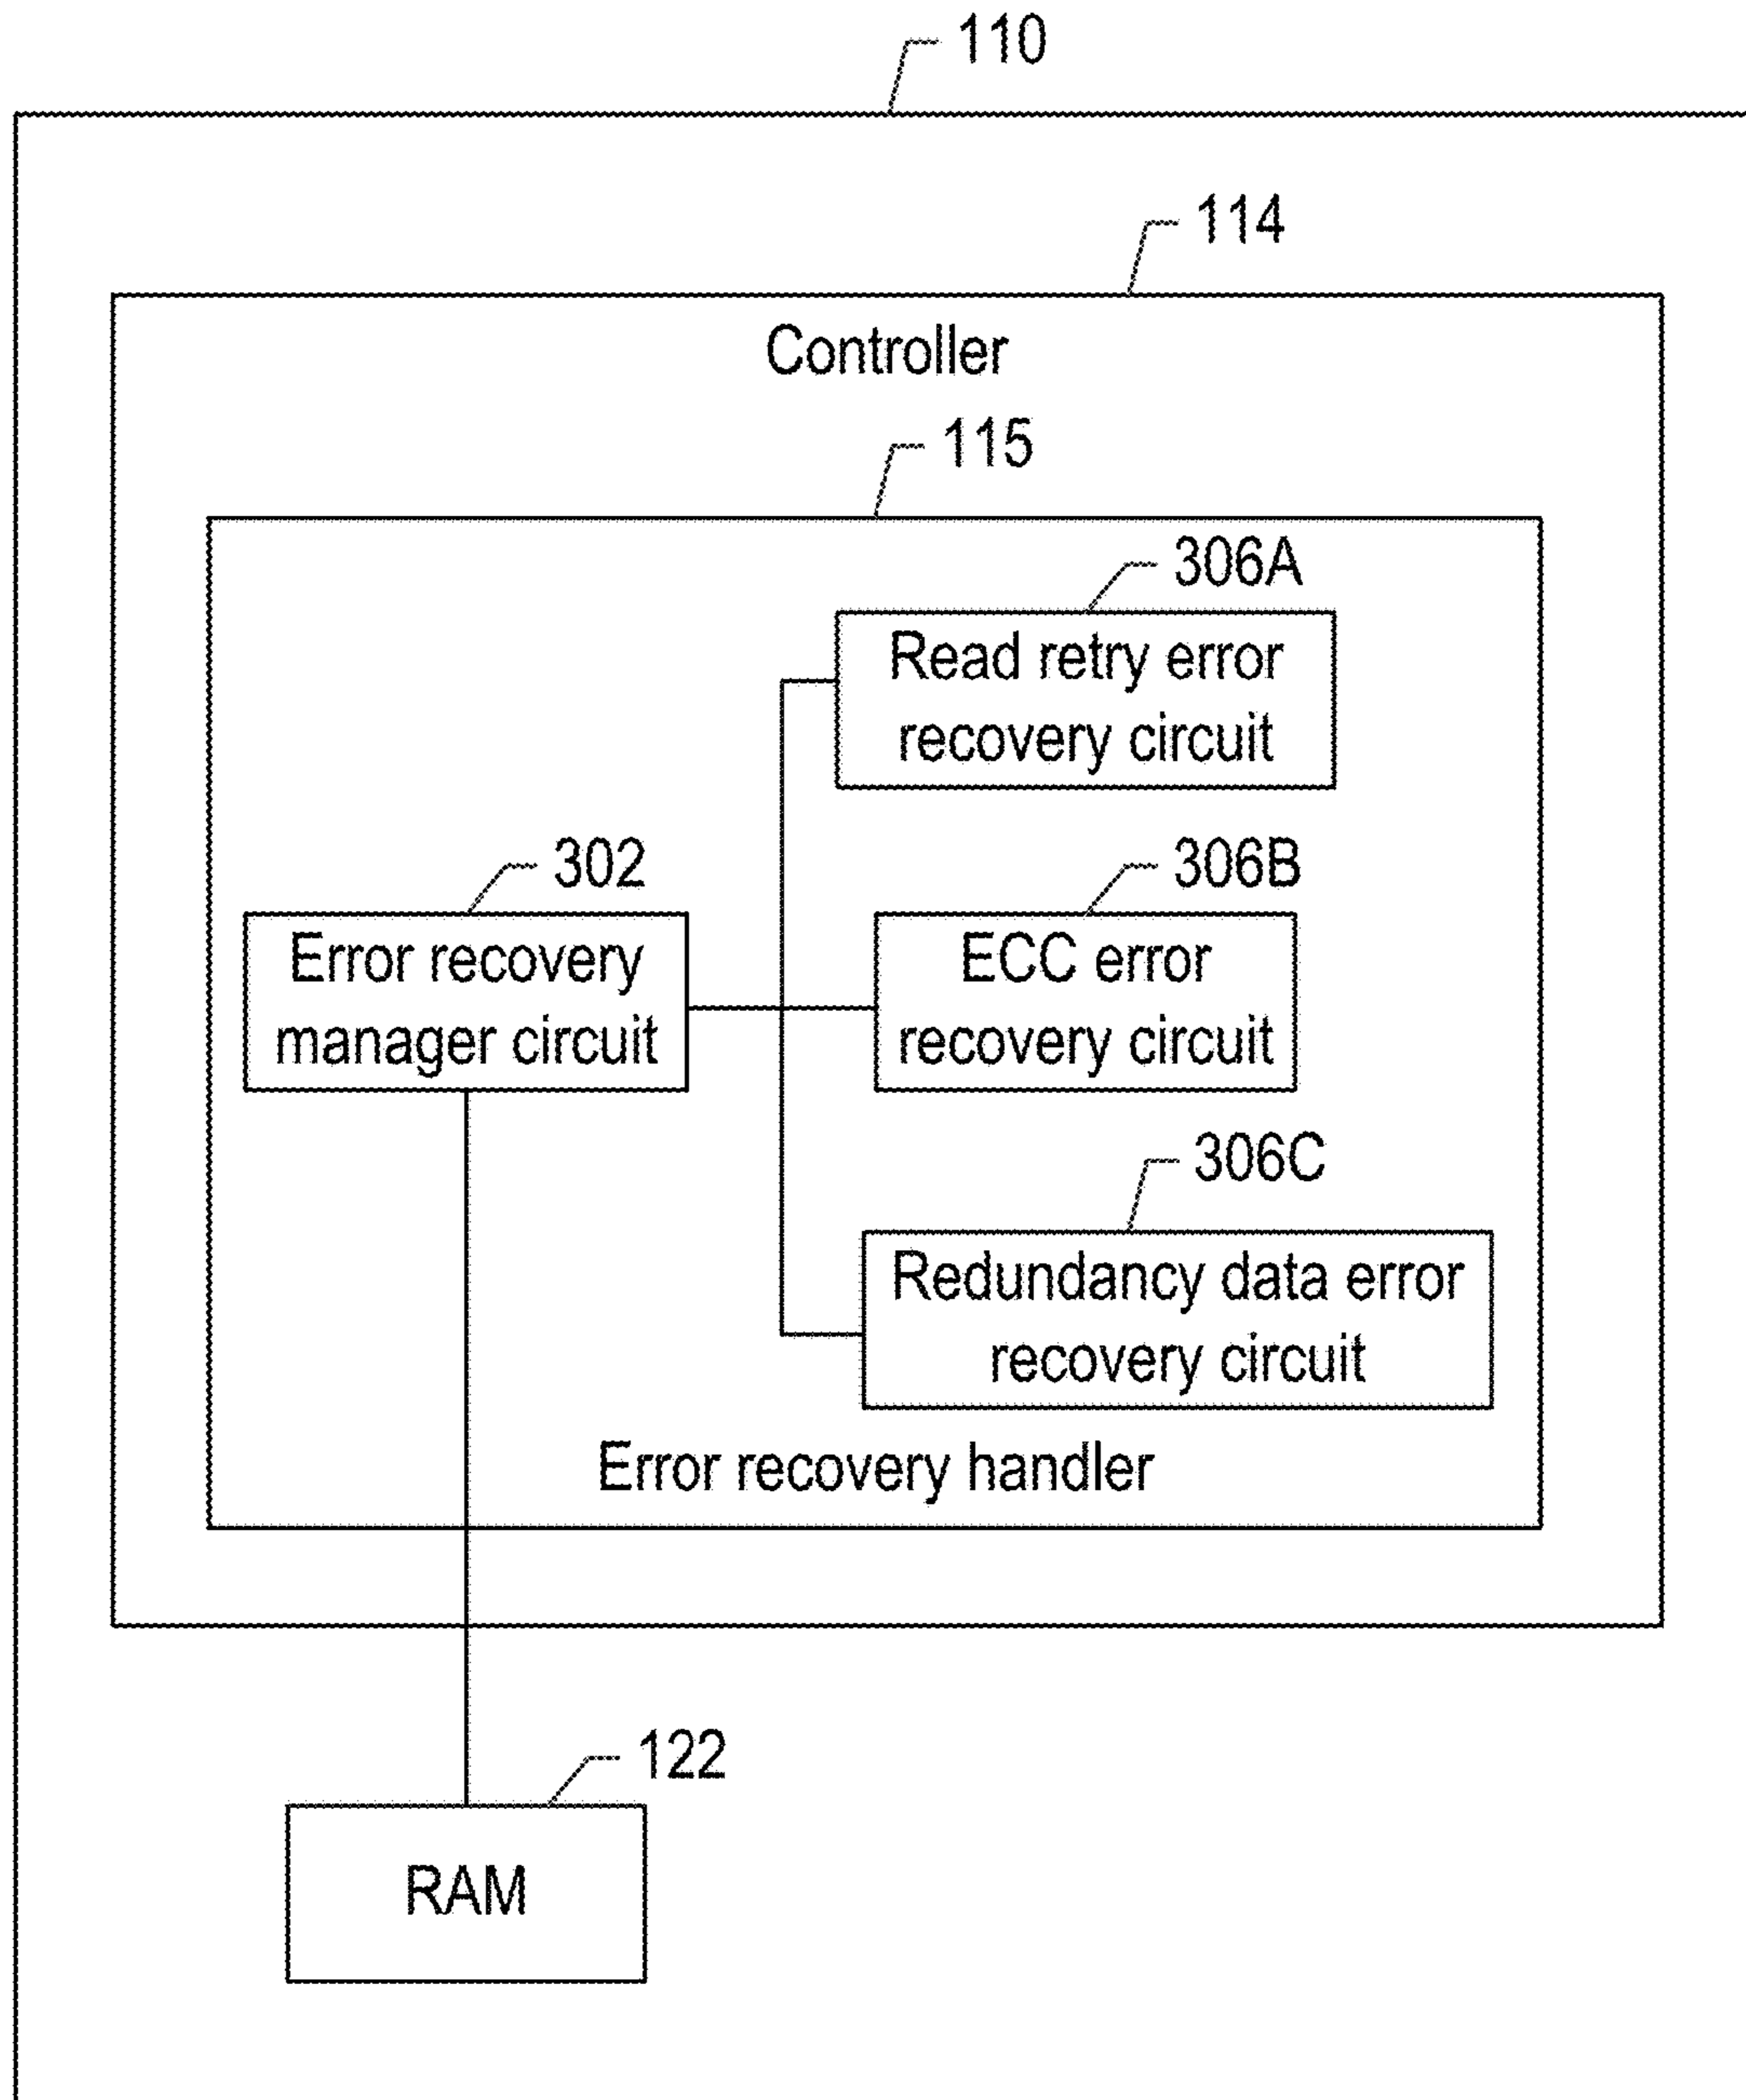 110
114
Controller
115
306A
Read retry error
recovery circuit
302
Error recovery
manager circuit
306B
ECC error
recovery circuit
306C
Redundancy data error
recovery circuit
Error recovery handler
122
RAM